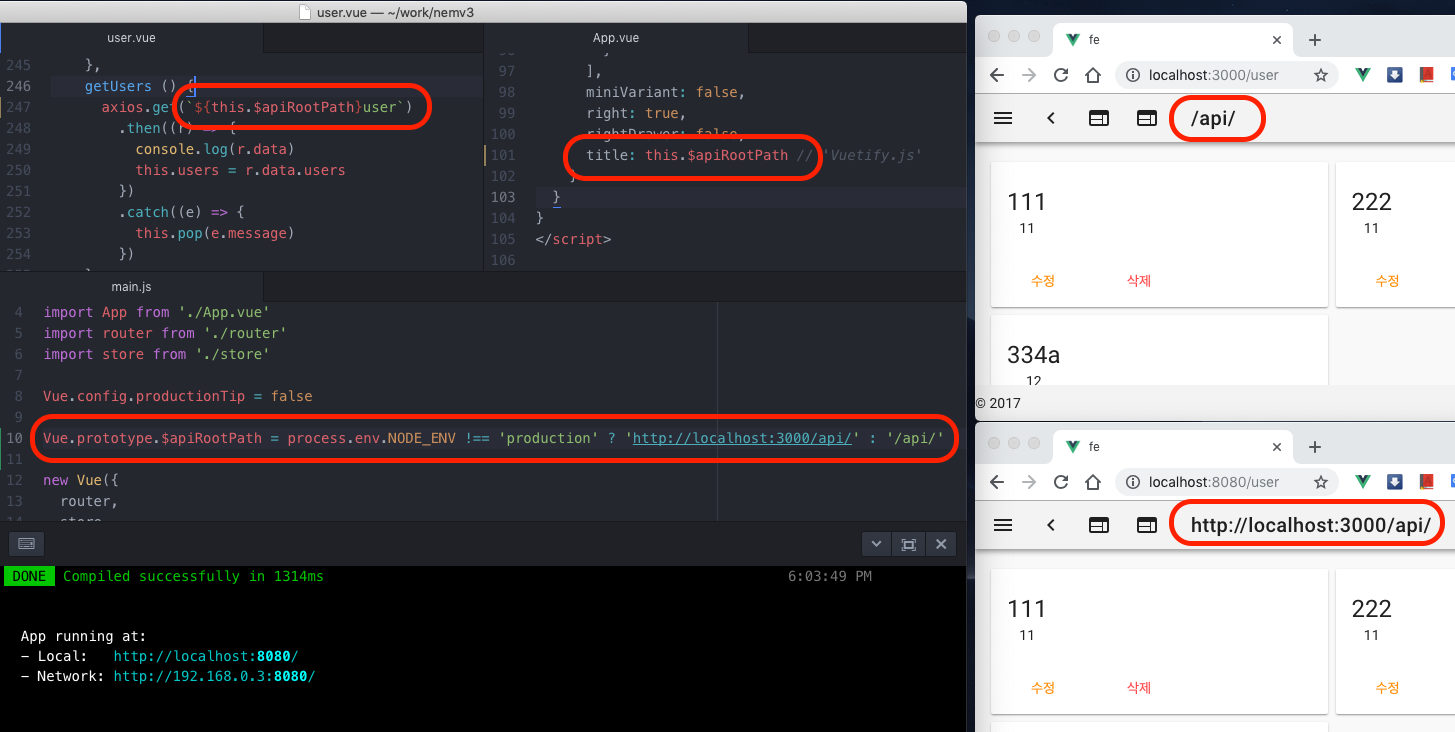 user.vue — ~/work/nemv3
user.vue
245 },
246 getUsers () {
247 axios.get(`${this.$apiRootPath}user`)
248 .then((r) => {
249 console.log(r.data)
250 this.users = r.data.users
251 })
252 .catch((e) => {
253 this.pop(e.message)
254 })
App.vue
97 ],
98 miniVariant: false,
99 right: true,
100 rightDrawer: false,
101 title: this.$apiRootPath // 'Vuetify.js'
102 }
103 }
104 }
105 </script>
106
main.js
4 import App from './App.vue'
5 import router from './router'
6 import store from './store'
7
8 Vue.config.productionTip = false
9
10 Vue.prototype.$apiRootPath = process.env.NODE_ENV !== 'production' ? 'http://localhost:3000/api/' : '/api/'
11
12 new Vue({
13 router,
14 store
DONE Compiled successfully in 1314ms 6:03:49 PM
App running at:
- Local: http://localhost:8080/
- Network: http://192.168.0.3:8080/
fe
localhost:3000/user
/api/
111
11
수정 삭제
222
11
수정
334a
12
© 2017
fe
localhost:8080/user
http://localhost:3000/api/
111
11
수정 삭제
222
11
수정